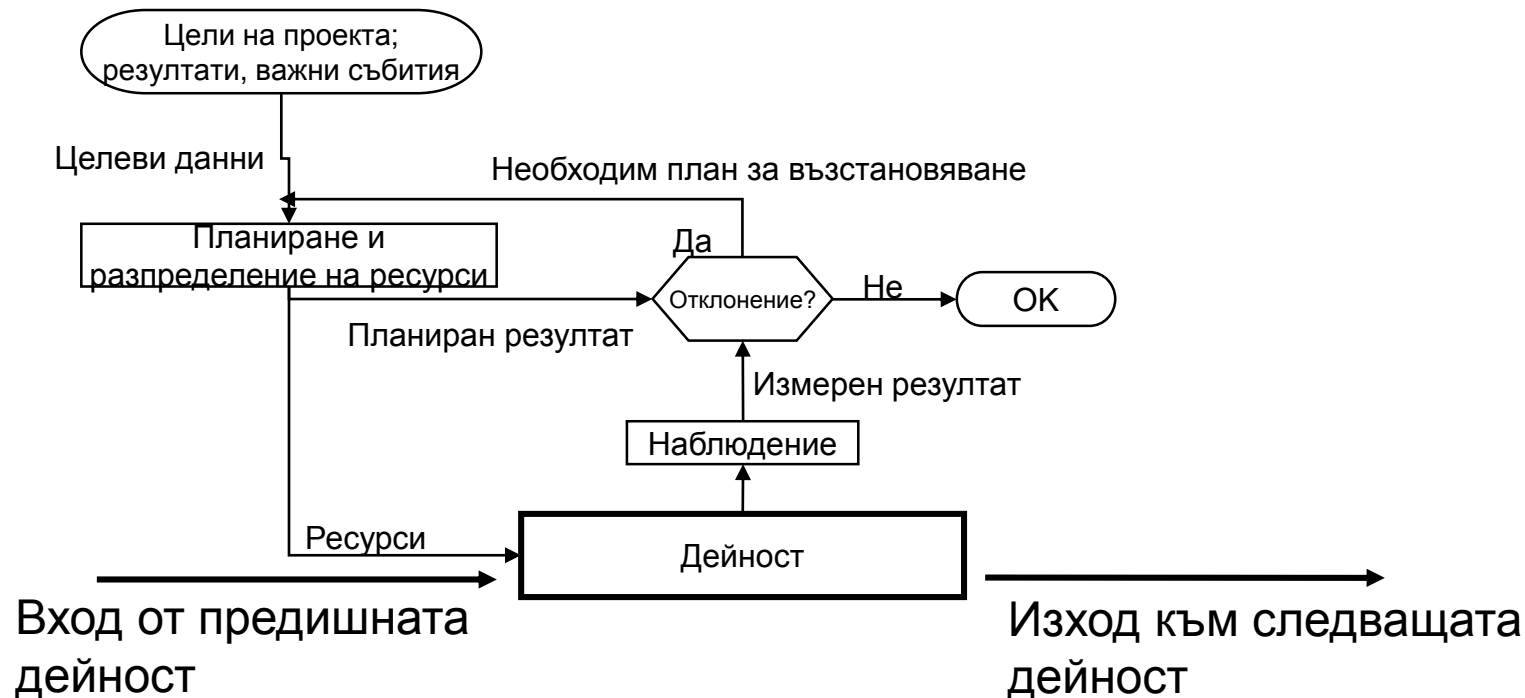 Цели на проекта;
резултати, важни събития
Целеви данни
Необходим план за възстановяване
Планиране и
разпределение на ресурси
Да
Отклонение?
Не
OK
Планиран резултат
Измерен резултат
Наблюдение
Ресурси
Дейност
Вход от предишната
дейност
Изход към следващата
дейност